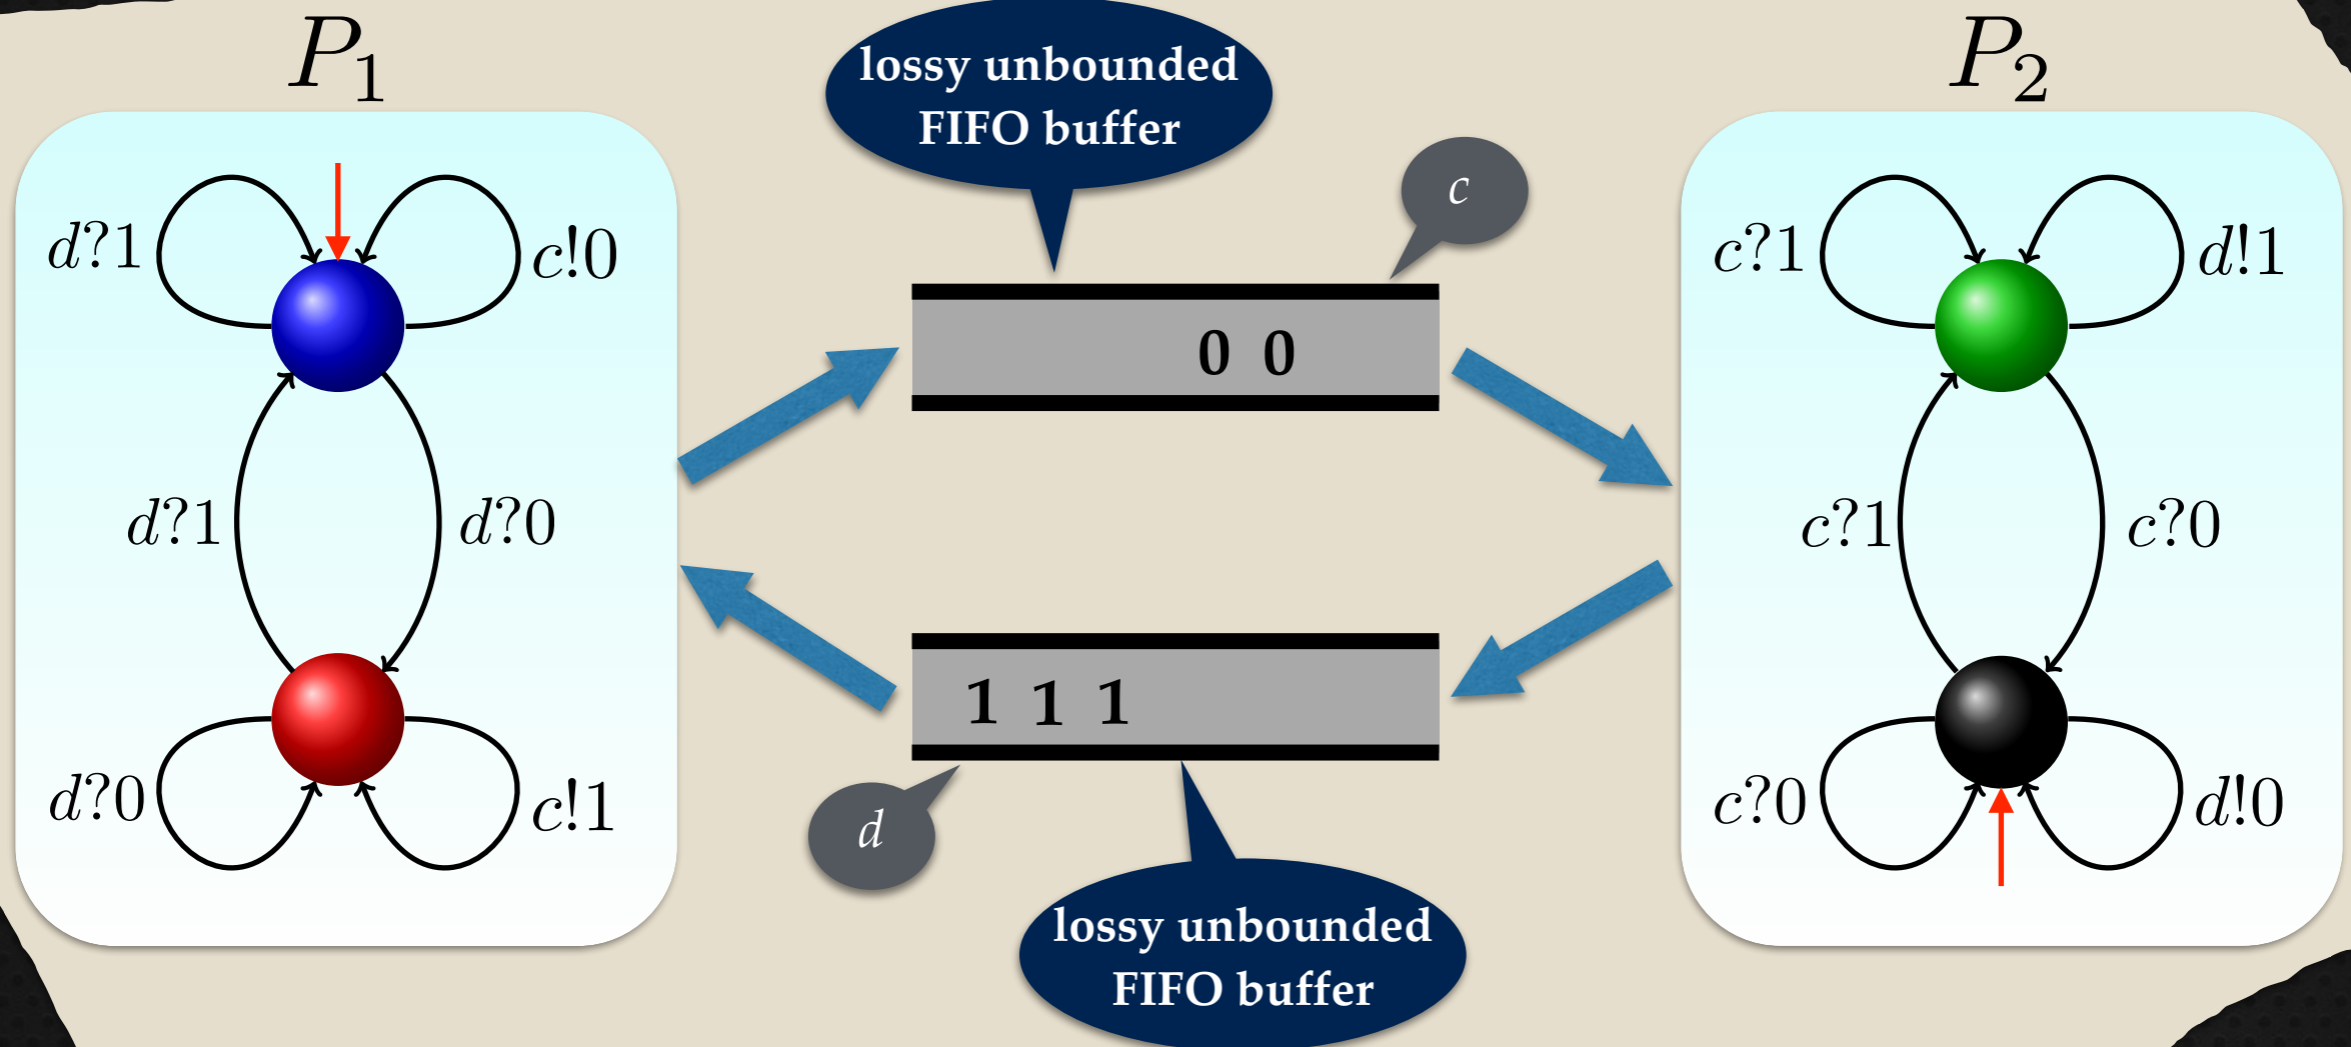 P₁
P₂
lossy unbounded
FIFO buffer
c
d?1
c!0
c?1
d!1
0 0
d?1
d?0
c?1
c?0
1 1 1
d?0
c!1
d
c?0
d!0
lossy unbounded
FIFO buffer